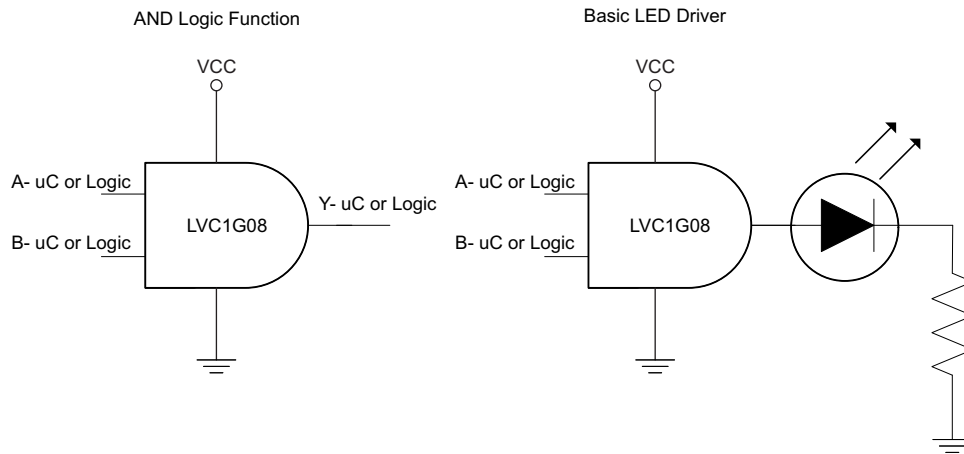 AND Logic Function
VCC
A- uC or Logic
B- uC or Logic
LVC1G08
Y- uC or Logic
Basic LED Driver
VCC
A- uC or Logic
B- uC or Logic
LVC1G08